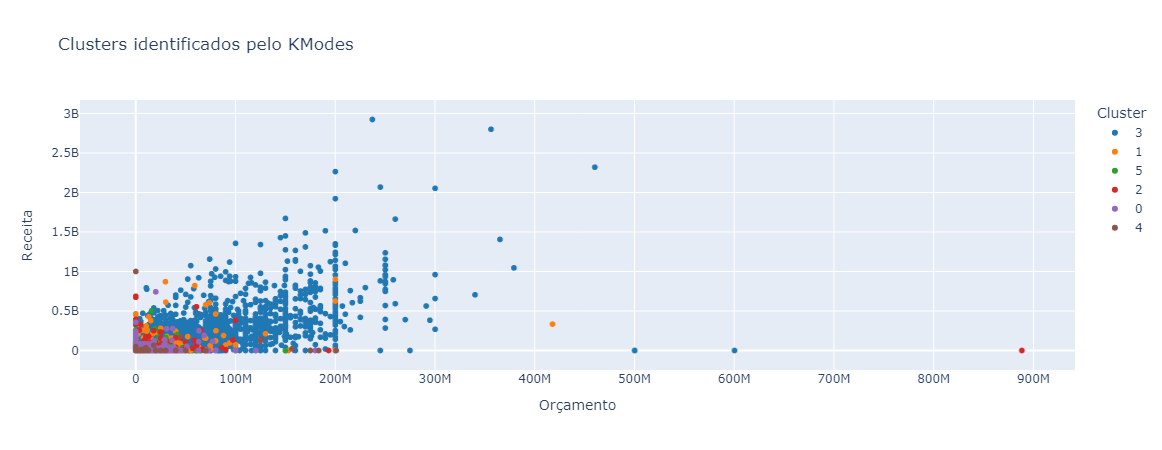 Clusters identificados pelo KModes
Cluster
3
1
5
2
0
4
3B
2.5B
2B
1.5B
1B
0.5B
0
Receita
0 100M 200M 300M 400M 500M 600M 700M 800M 900M
Orçamento